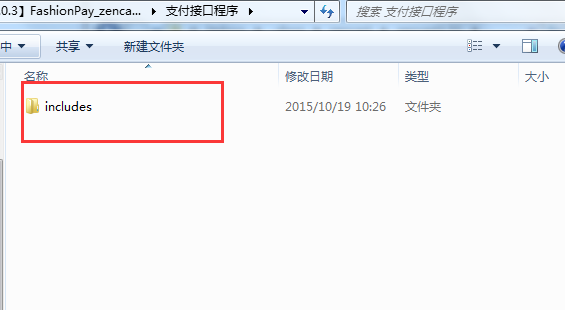 .0.3】FashionPay_zenca... ▸ 支付接口程序 ▸ 搜索 支付接口程序
中 ▼ 共享 ▼ 新建文件夹
名称 修改日期 类型 大小
includes 2015/10/19 10:26 文件夹